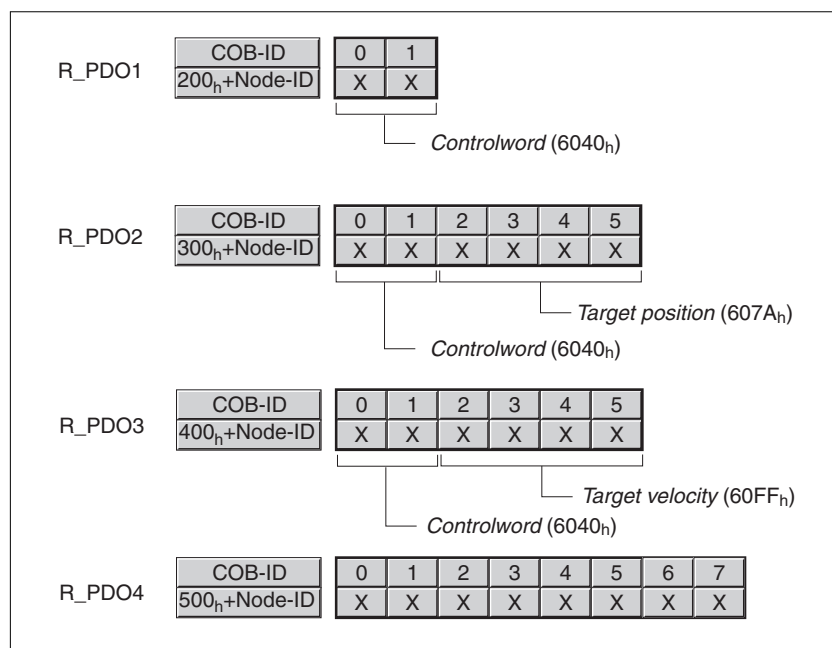 R_PDO1
COB-ID 0 1
200h+Node-ID X X
Controlword (6040h)
R_PDO2
COB-ID 0 1 2 3 4 5
300h+Node-ID X X X X X X
Target position (607Ah)
Controlword (6040h)
R_PDO3
COB-ID 0 1 2 3 4 5
400h+Node-ID X X X X X X
Target velocity (60FFh)
Controlword (6040h)
R_PDO4
COB-ID 0 1 2 3 4 5 6 7
500h+Node-ID X X X X X X X X